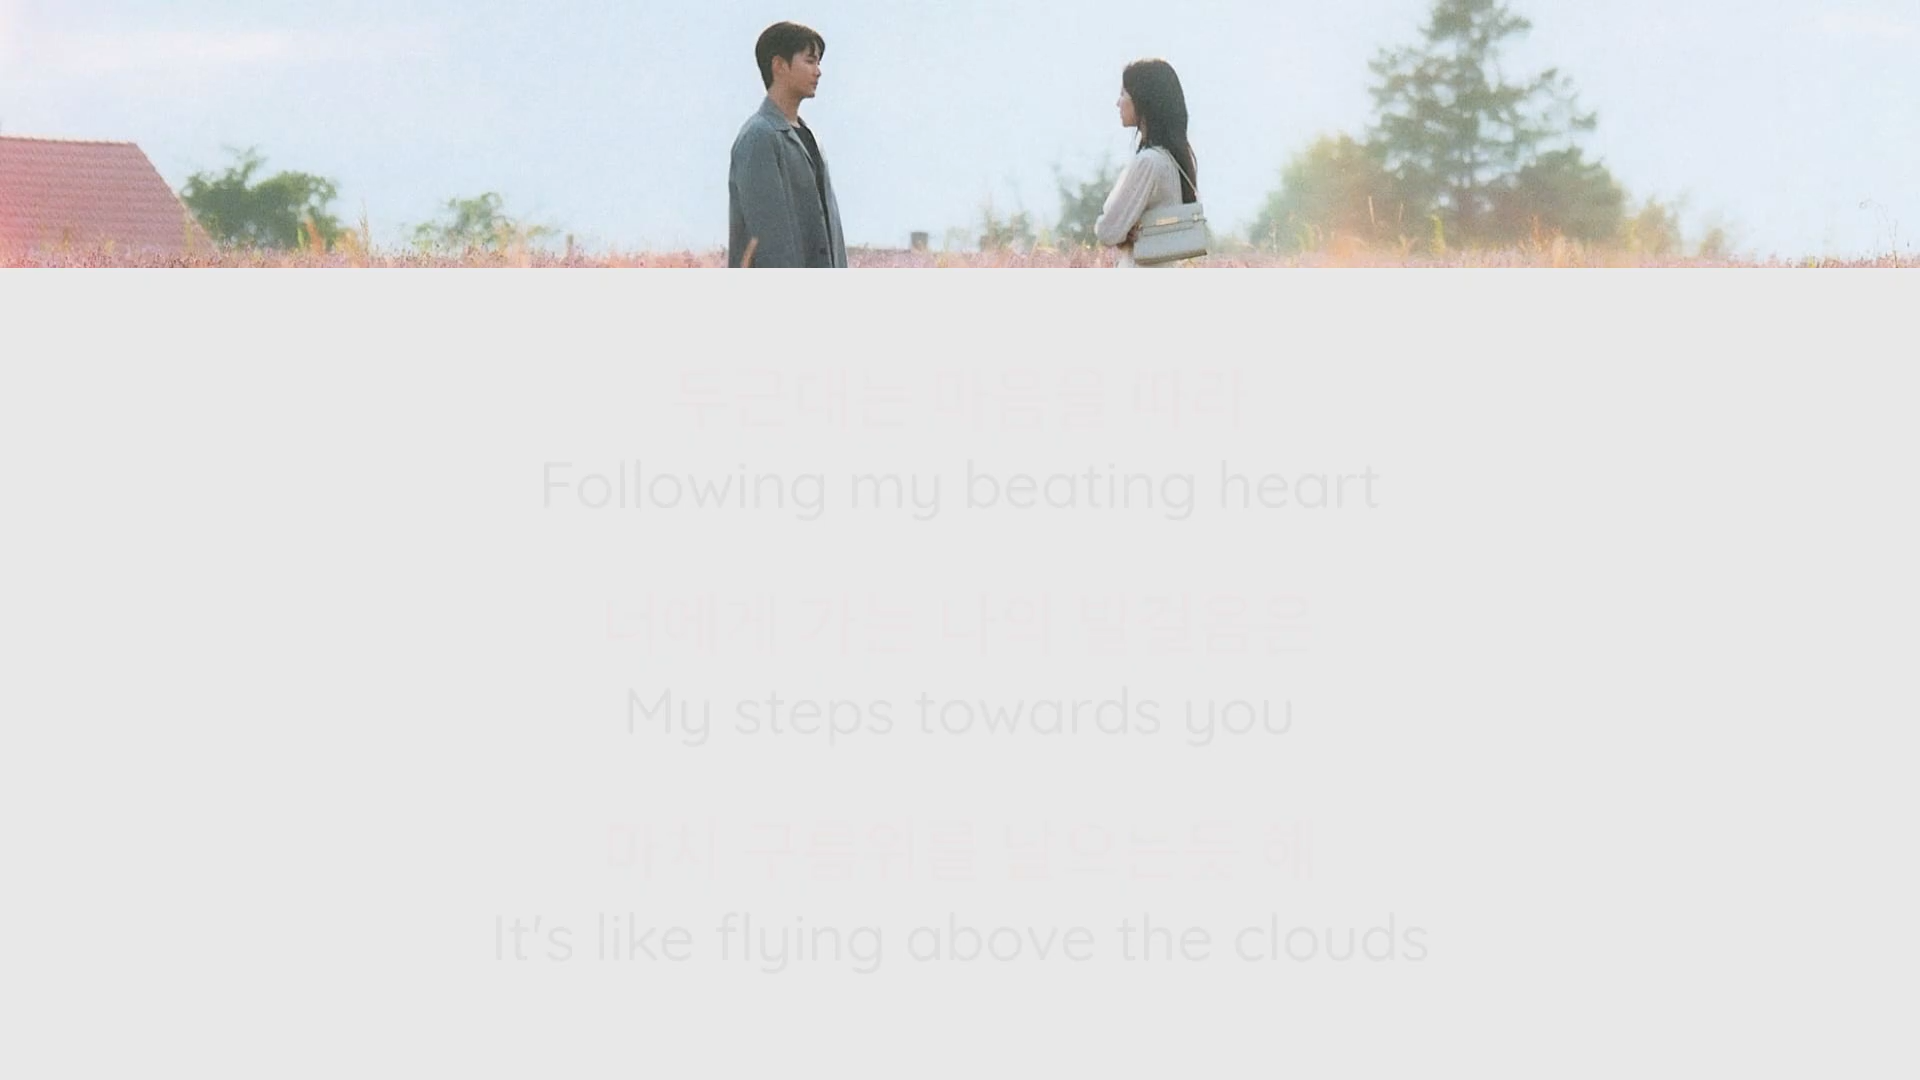 두근대는 마음을 따라
Following my beating heart
너에게 가는 나의 발걸음은
My steps towards you
마치 구름위를 날으는듯 해
It's like flying above the clouds